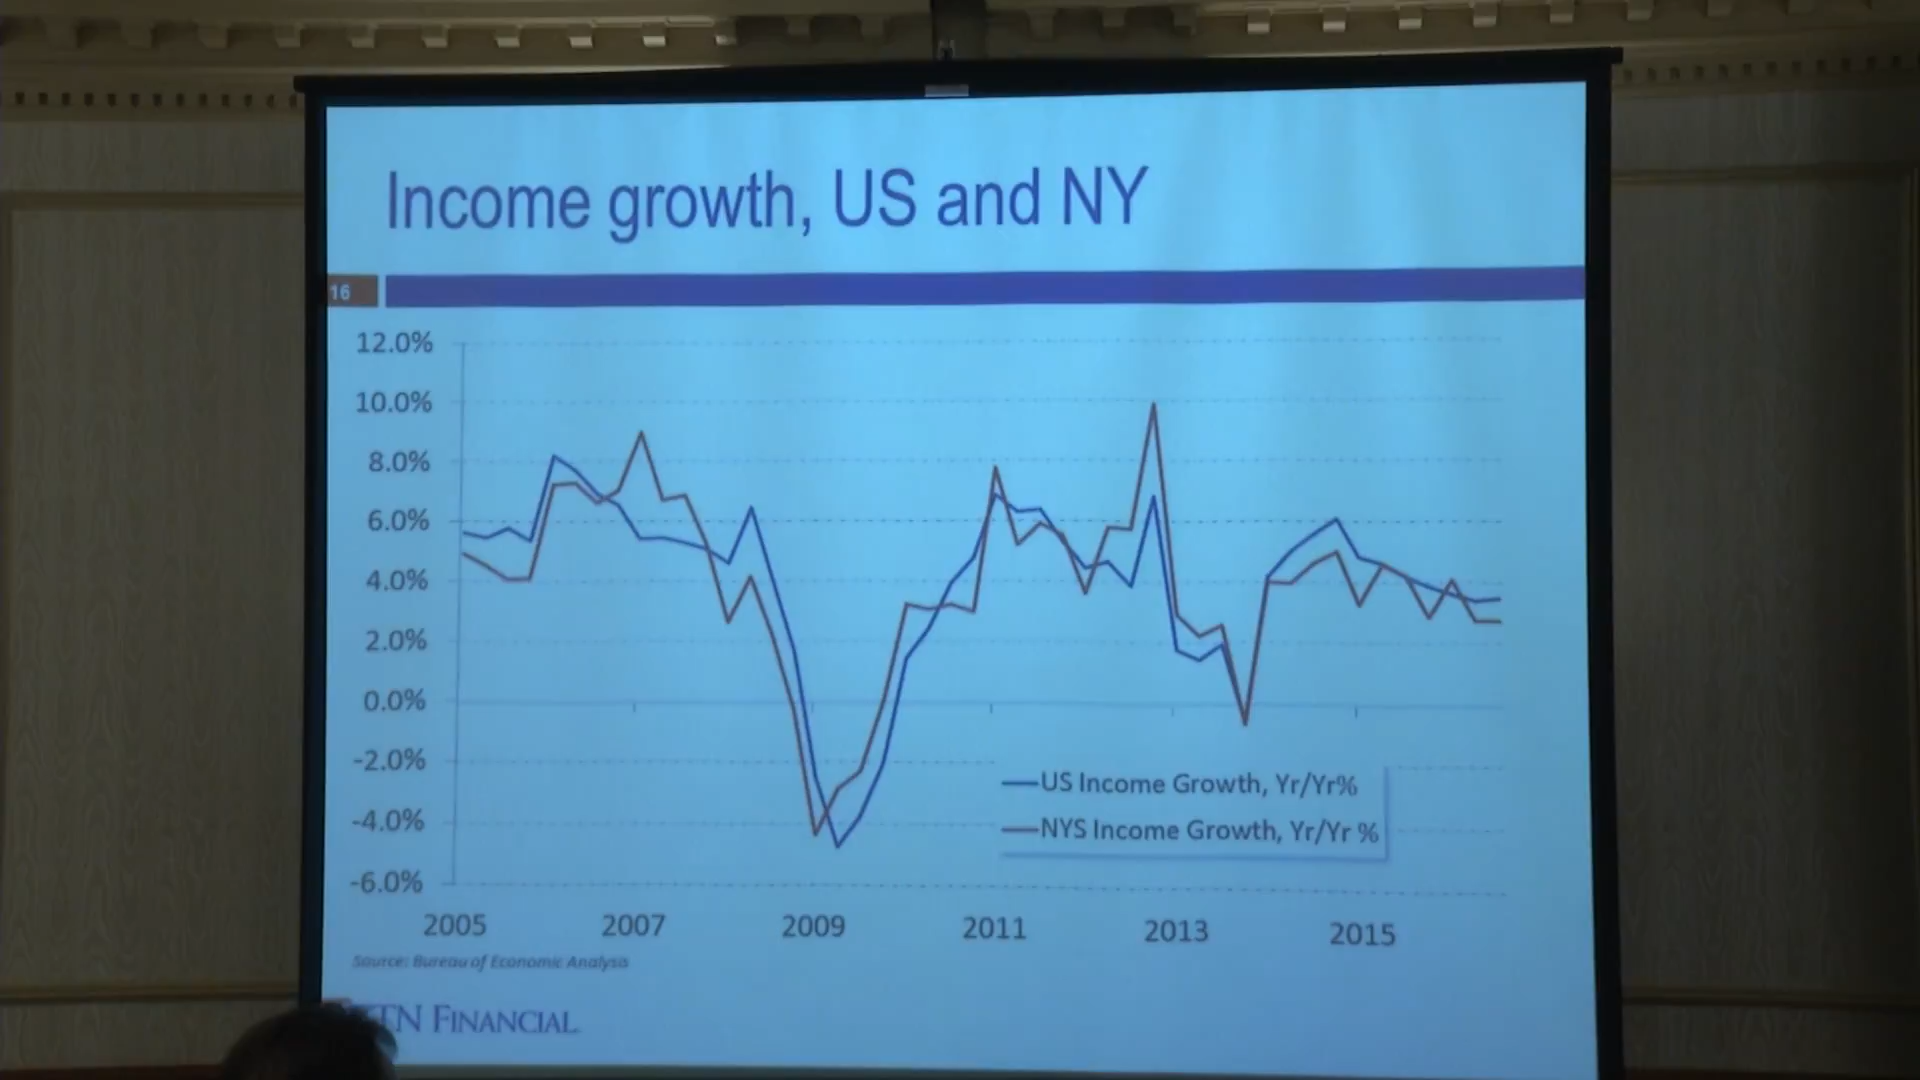 Income growth, US and NY
16
12.0%
10.0%
8.0%
6.0%
4.0%
2.0%
0.0%
-2.0%
-4.0%
-6.0%
US Income Growth, Yr/Yr%
NYS Income Growth, Yr/Yr %
2005 2007 2009 2011 2013 2015
Source: Bureau of Economic Analysis
FINANCIAL